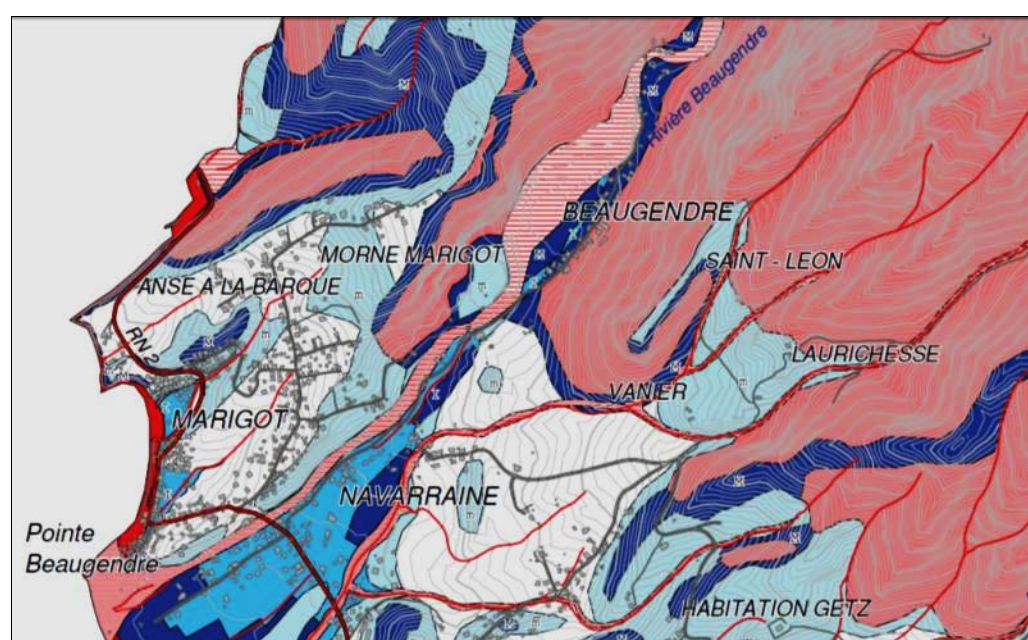 Rivière Beaugendre
BEAUGENDRE
MORNE MARIGOT
SAINT - LEON
ANSE A LA BARQUE
RN 2
LAURICHESSE
VANIER
MARIGOT
NAVARRAINE
Pointe
Beaugendre
HABITATION GETZ